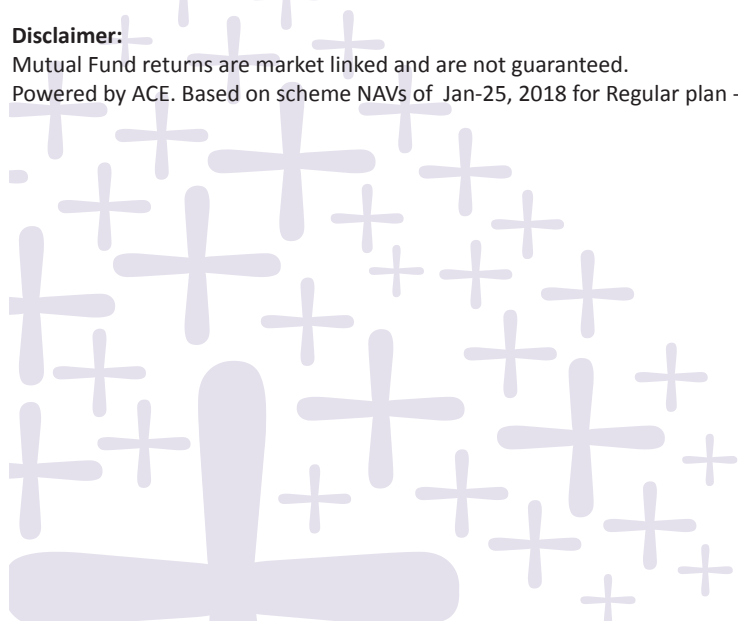 Disclaimer:
Mutual Fund returns are market linked and are not guaranteed.
Powered by ACE. Based on scheme NAVs of Jan-25, 2018 for Regular plan -